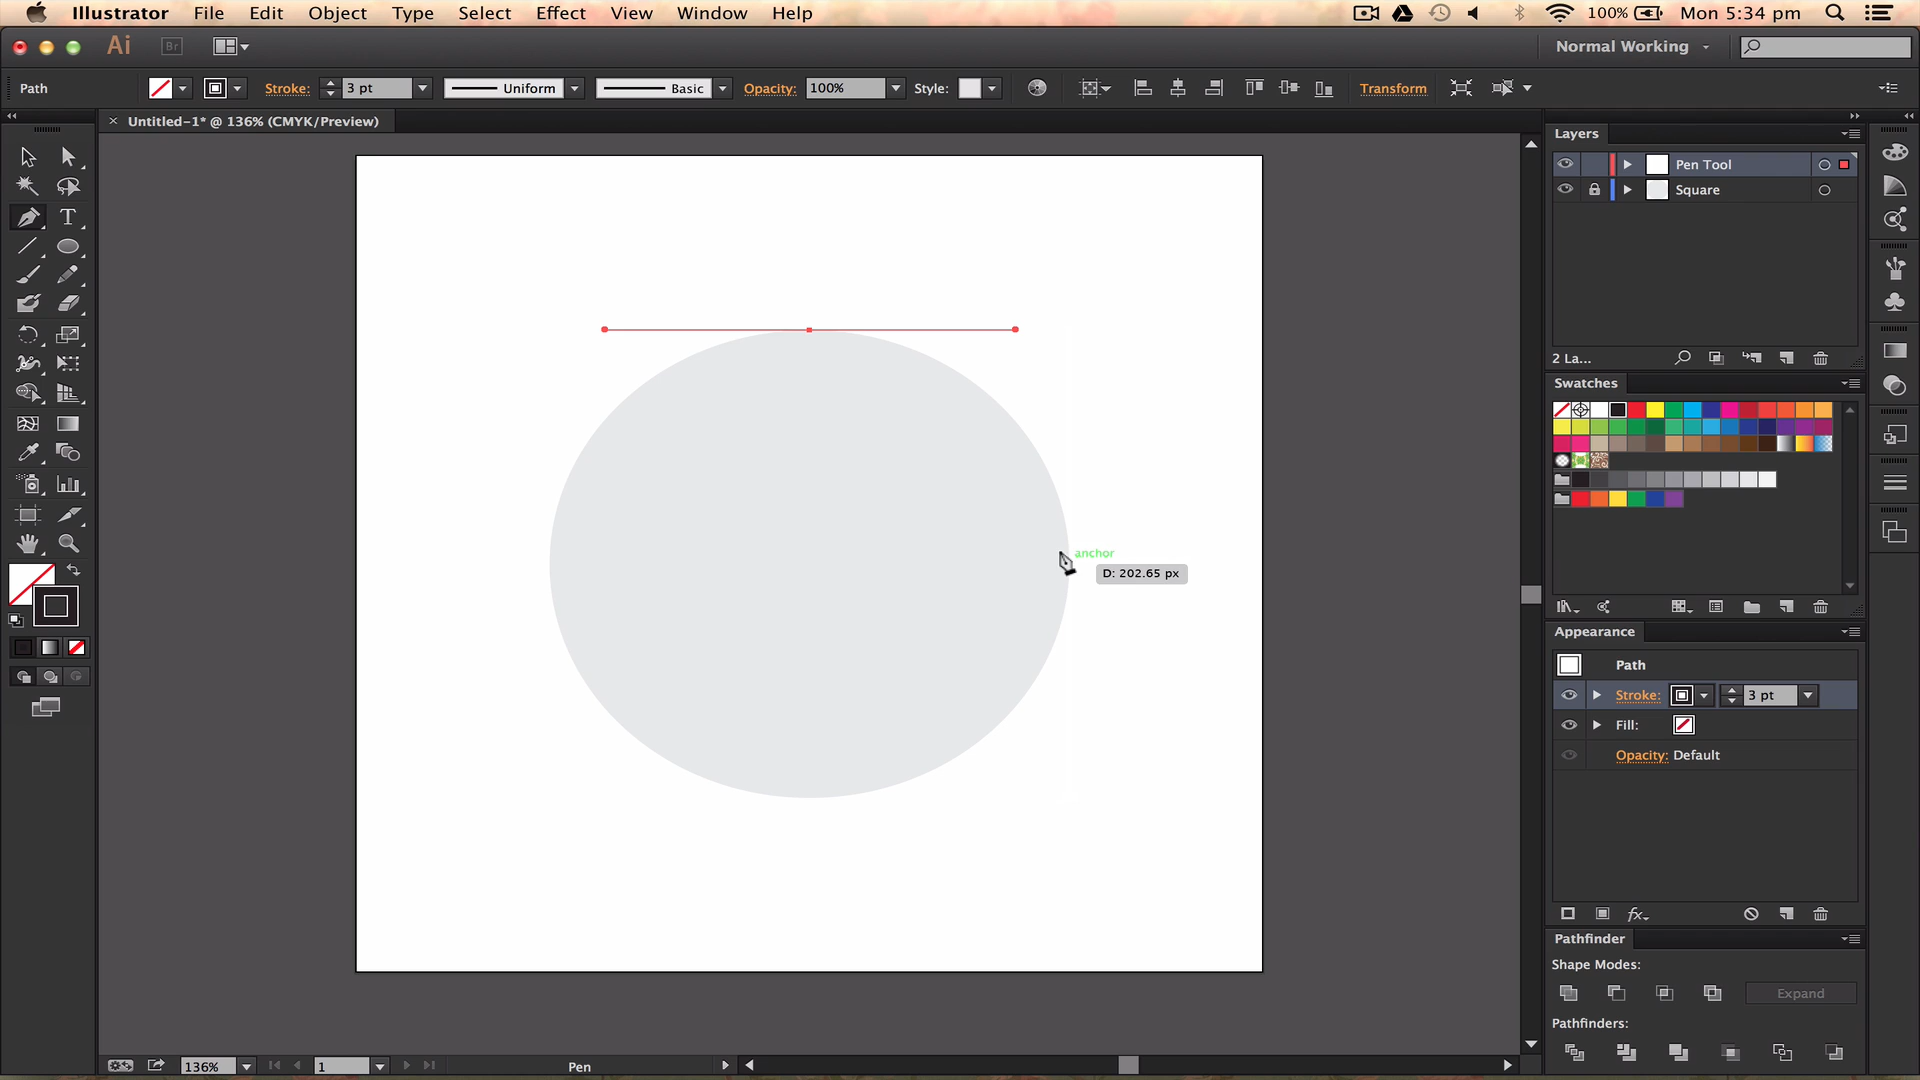 Illustrator File Edit Object Type Select Effect View Window Help 100% Mon 5:34 pm
Ai Br Normal Working
Path Stroke: 3 pt Uniform Basic Opacity: 100% Style: Transform
Untitled-1* @ 136% (CMYK/Preview)
Layers
Pen Tool
Square
2 La...
Swatches
anchor
D: 202.65 px
Appearance
Path
Stroke: 3 pt
Fill:
Opacity: Default
fx
Pathfinder
Shape Modes:
Expand
Pathfinders:
136% 1 Pen